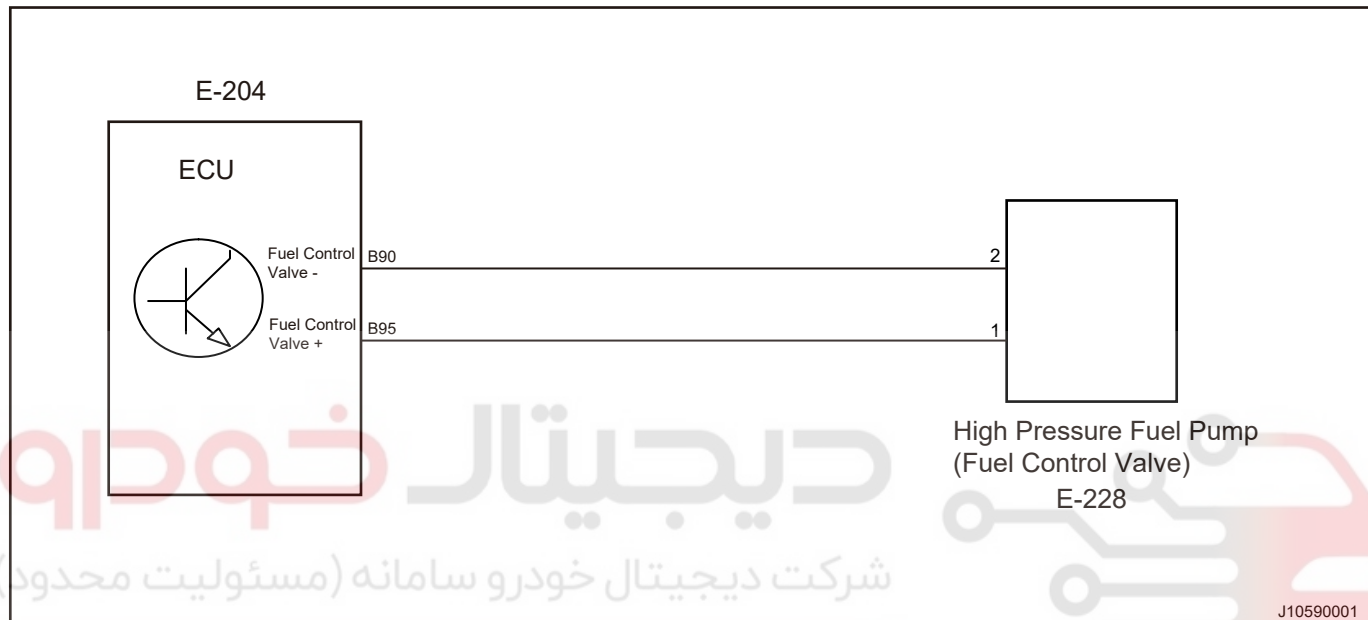 E-204
ECU
Fuel Control
Valve -
B90
2
Fuel Control
Valve +
B95
1
دیجیتال خودرو
شرکت دیجیتال خودرو سامانه (مسئولیت محدود)
High Pressure Fuel Pump
(Fuel Control Valve)
E-228
J10590001